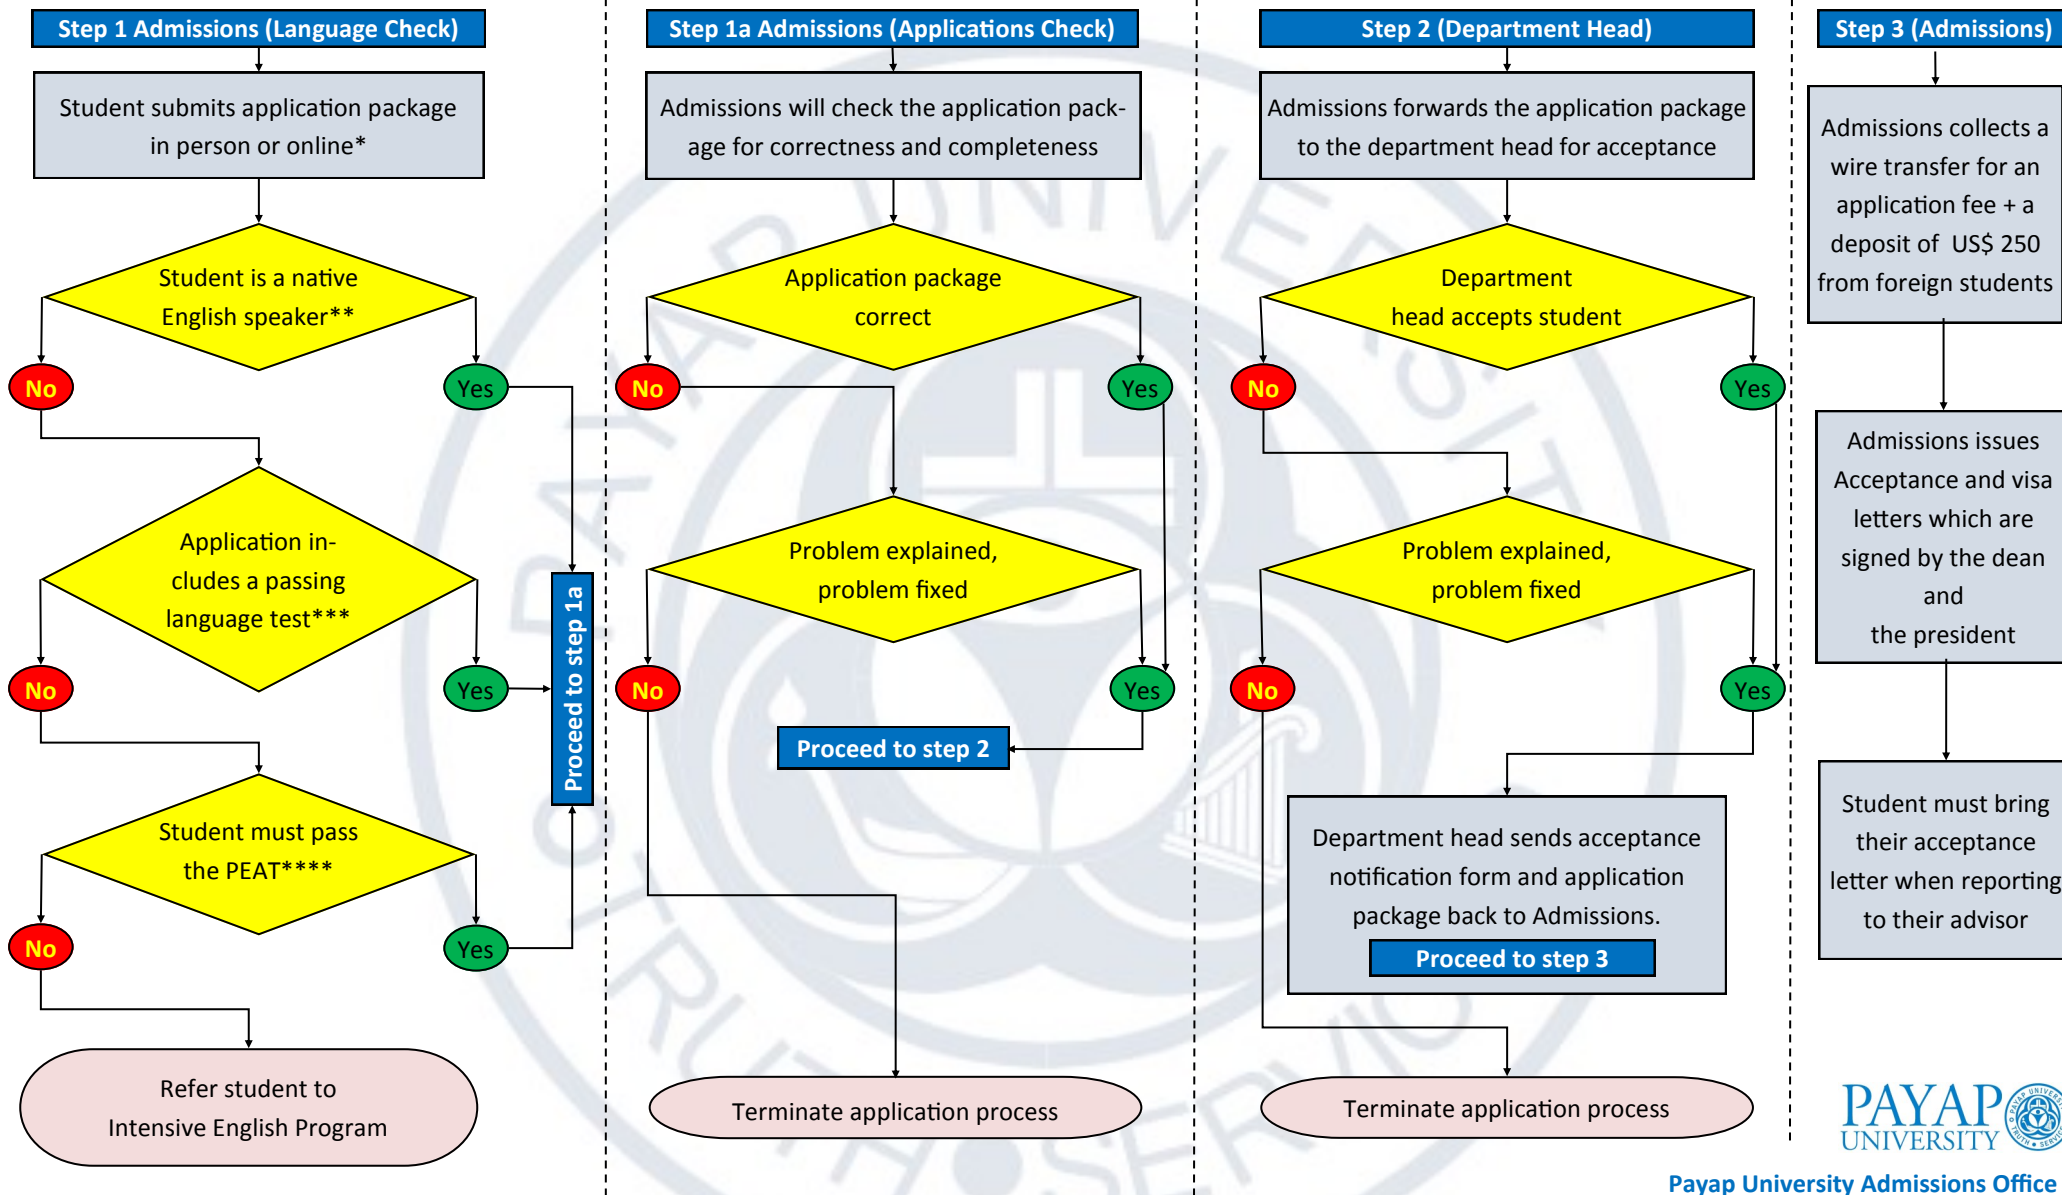 Step 1 Admissions (Language Check)
Student submits application package
in person or online*
Student is a native
English speaker**
No
Yes
Application in-
cludes a passing
language test***
No
Yes
Student must pass
the PEAT****
No
Yes
Proceed to step 1a
Refer student to
Intensive English Program
Step 1a Admissions (Applications Check)
Admissions will check the application pack-
age for correctness and completeness
Application package
correct
No
Yes
Problem explained,
problem fixed
No
Yes
Proceed to step 2
Terminate application process
Step 2 (Department Head)
Admissions forwards the application package
to the department head for acceptance
Department
head accepts student
No
Yes
Problem explained,
problem fixed
No
Yes
Department head sends acceptance
notification form and application
package back to Admissions.
Proceed to step 3
Terminate application process
Step 3 (Admissions)
Admissions collects a
wire transfer for an
application fee + a
deposit of US$ 250
from foreign students
Admissions issues
Acceptance and visa
letters which are
signed by the dean
and
the president
Student must bring
their acceptance
letter when reporting
to their advisor
PAYAP UNIVERSITY
TRUTH • SERVICE
PAYAP
UNIVERSITY
PAYAP UNIVERSITY
TRUTH • SERVICE
Payap University Admissions Office